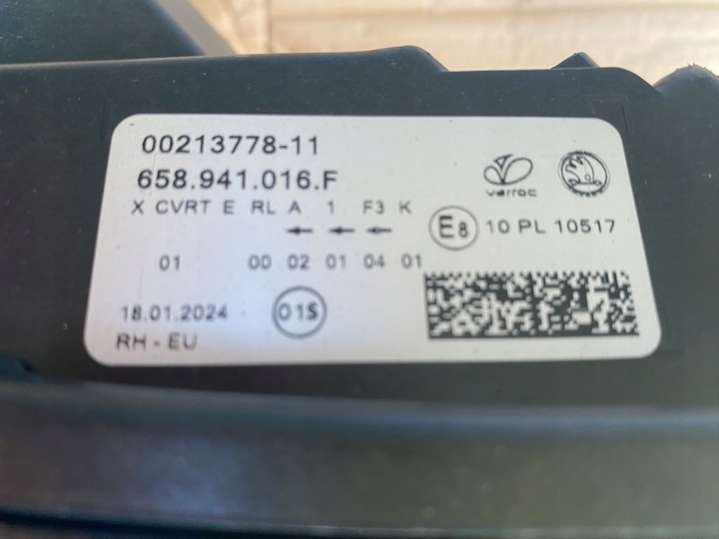 00213778-11
658.941.016.F
varroc
X CVRT E RL A 1 F3 K
← ← ←
E8 10 PL 10517
01 00 02 01 04 01
18.01.2024 01S
RH - EU